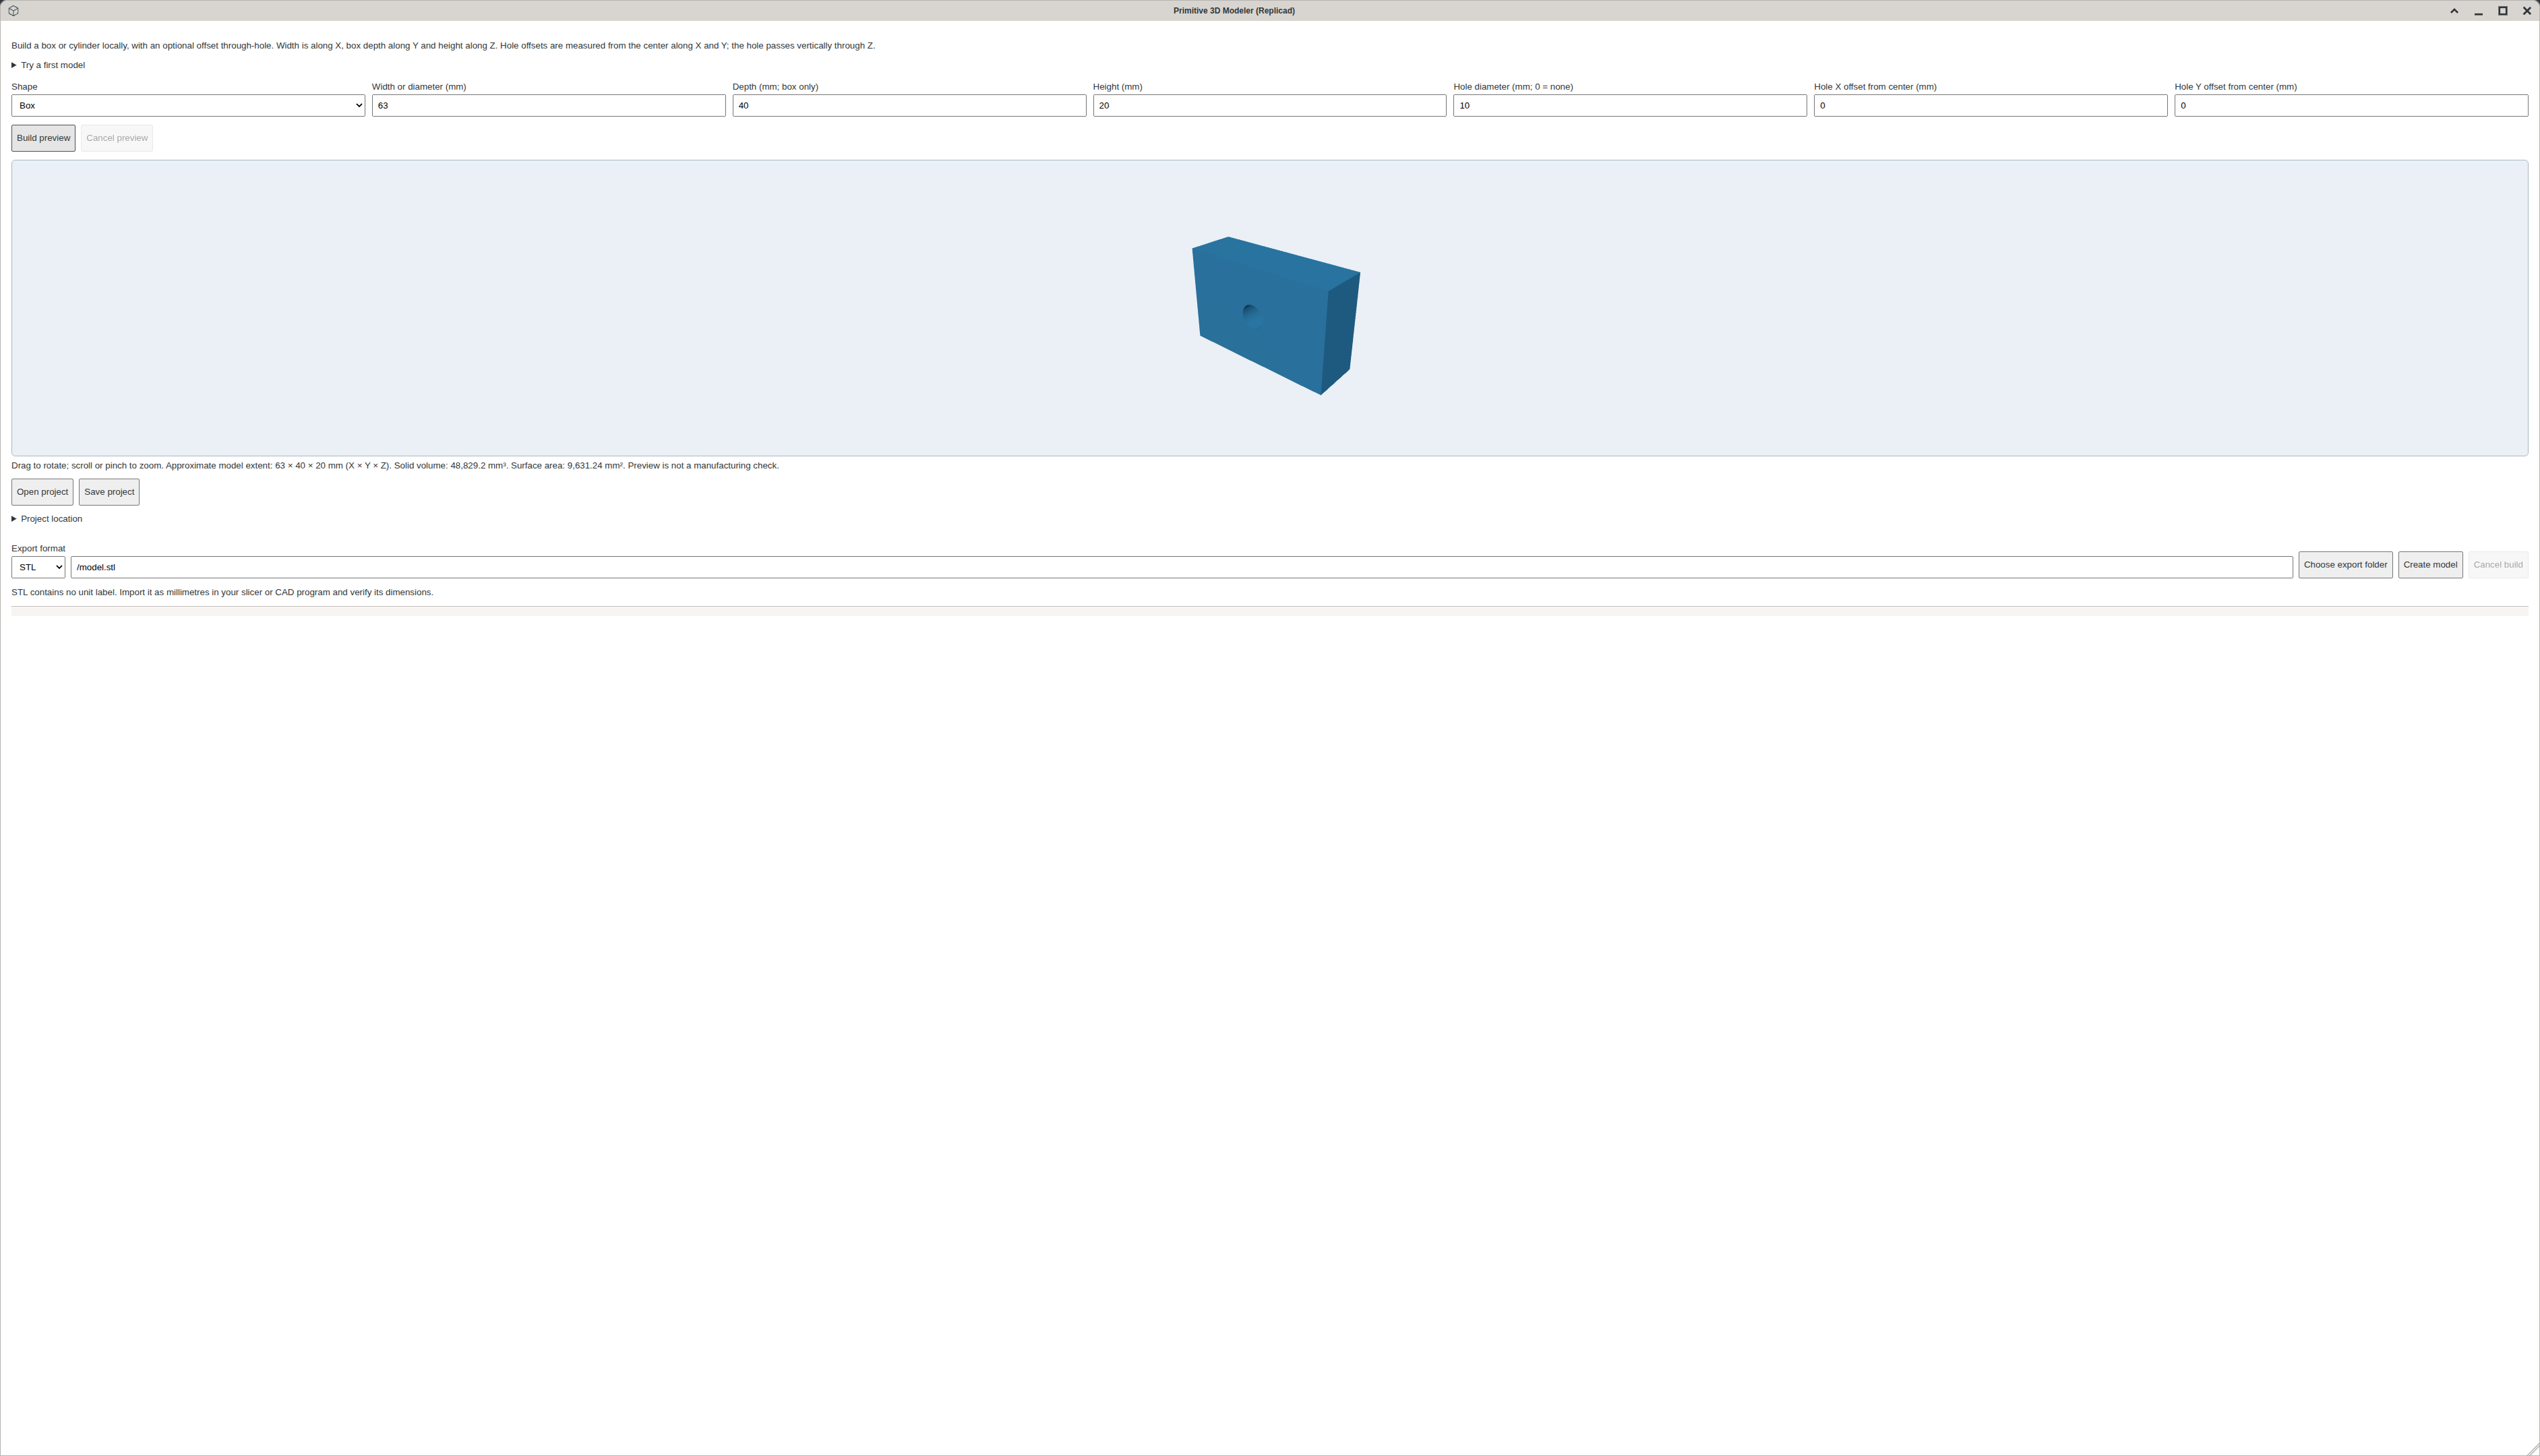 Primitive 3D Modeler (Replicad)
Build a box or cylinder locally, with an optional offset through-hole. Width is along X, box depth along Y and height along Z. Hole offsets are measured from the center along X and Y; the hole passes vertically through Z.
Try a first model
Shape Width or diameter (mm) Depth (mm; box only) Height (mm) Hole diameter (mm; 0 = none) Hole X offset from center (mm) Hole Y offset from center (mm)
Box 63 40 20 10 0 0
Build preview Cancel preview
Drag to rotate; scroll or pinch to zoom. Approximate model extent: 63 × 40 × 20 mm (X × Y × Z). Solid volume: 48,829.2 mm³. Surface area: 9,631.24 mm². Preview is not a manufacturing check.
Open project Save project
Project location
Export format
STL /model.stl Choose export folder Create model Cancel build
STL contains no unit label. Import it as millimetres in your slicer or CAD program and verify its dimensions.